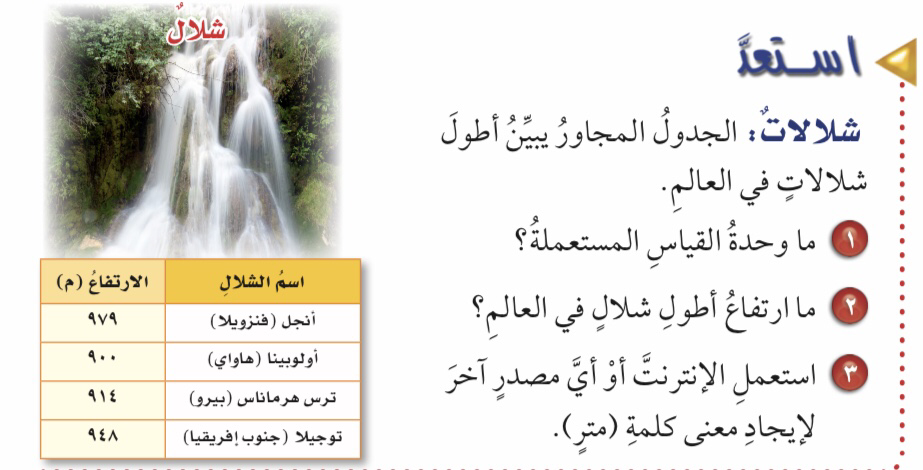 استعدَّ
شلالاتٌ: الجدولُ المجاورُ يبيِّنُ أطولَ
شلالاتٍ في العالمِ.
١ ما وحدةُ القياسِ المستعملةُ؟
٢ ما ارتفاعُ أطولِ شلالٍ في العالمِ؟
٣ استعملِ الإنترنتَّ أوْ أيَّ مصدرٍ آخرَ
لإيجادِ معنى كلمةِ (مترٍ).
شلالٌ
اسمُ الشلالِ الارتفاعُ (م)
أنجل (فنزويلا) ٩٧٩
أولوبينا (هاواي) ٩٠٠
ترس هرماناس (بيرو) ٩١٤
توجيلا (جنوب إفريقيا) ٩٤٨